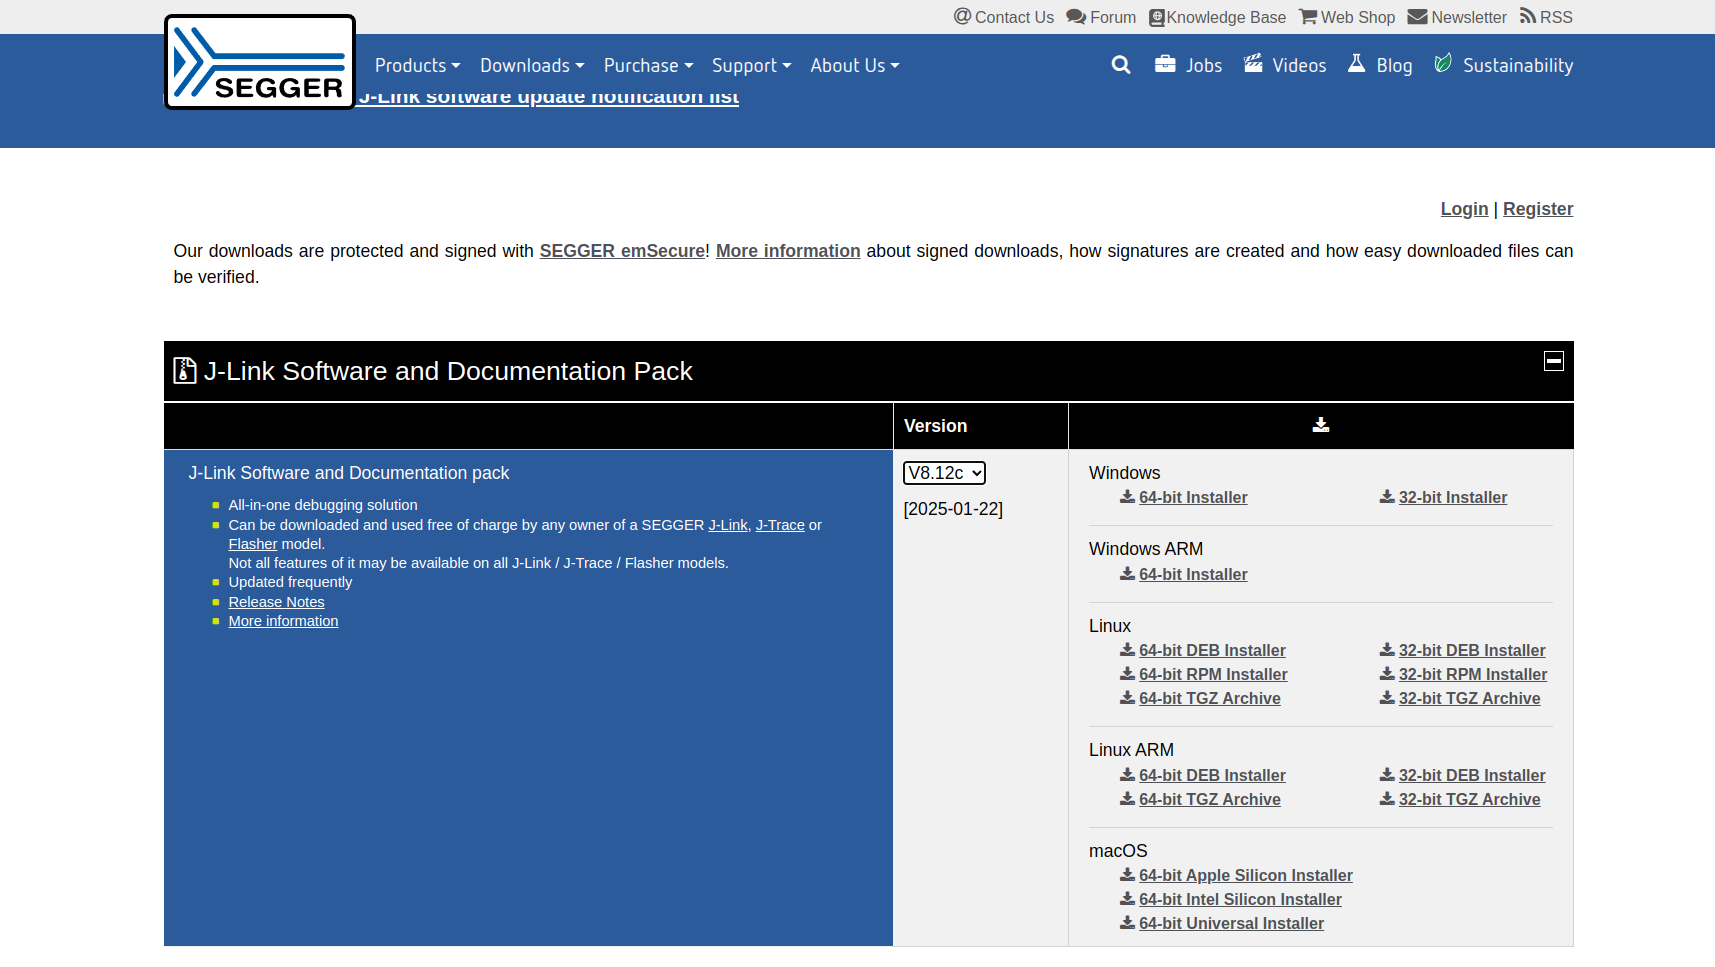 Contact Us Forum Knowledge Base Web Shop Newsletter RSS
SEGGER
Products Downloads Purchase Support About Us Jobs Videos Blog Sustainability
J-Link software update notification list
Login | Register
Our downloads are protected and signed with SEGGER emSecure! More information about signed downloads, how signatures are created and how easy downloaded files can
be verified.
J-Link Software and Documentation Pack
Version
J-Link Software and Documentation pack
All-in-one debugging solution
Can be downloaded and used free of charge by any owner of a SEGGER J-Link, J-Trace or
Flasher model.
Not all features of it may be available on all J-Link / J-Trace / Flasher models.
Updated frequently
Release Notes
More information
V8.12c
[2025-01-22]
Windows
64-bit Installer 32-bit Installer
Windows ARM
64-bit Installer
Linux
64-bit DEB Installer 32-bit DEB Installer
64-bit RPM Installer 32-bit RPM Installer
64-bit TGZ Archive 32-bit TGZ Archive
Linux ARM
64-bit DEB Installer 32-bit DEB Installer
64-bit TGZ Archive 32-bit TGZ Archive
macOS
64-bit Apple Silicon Installer
64-bit Intel Silicon Installer
64-bit Universal Installer